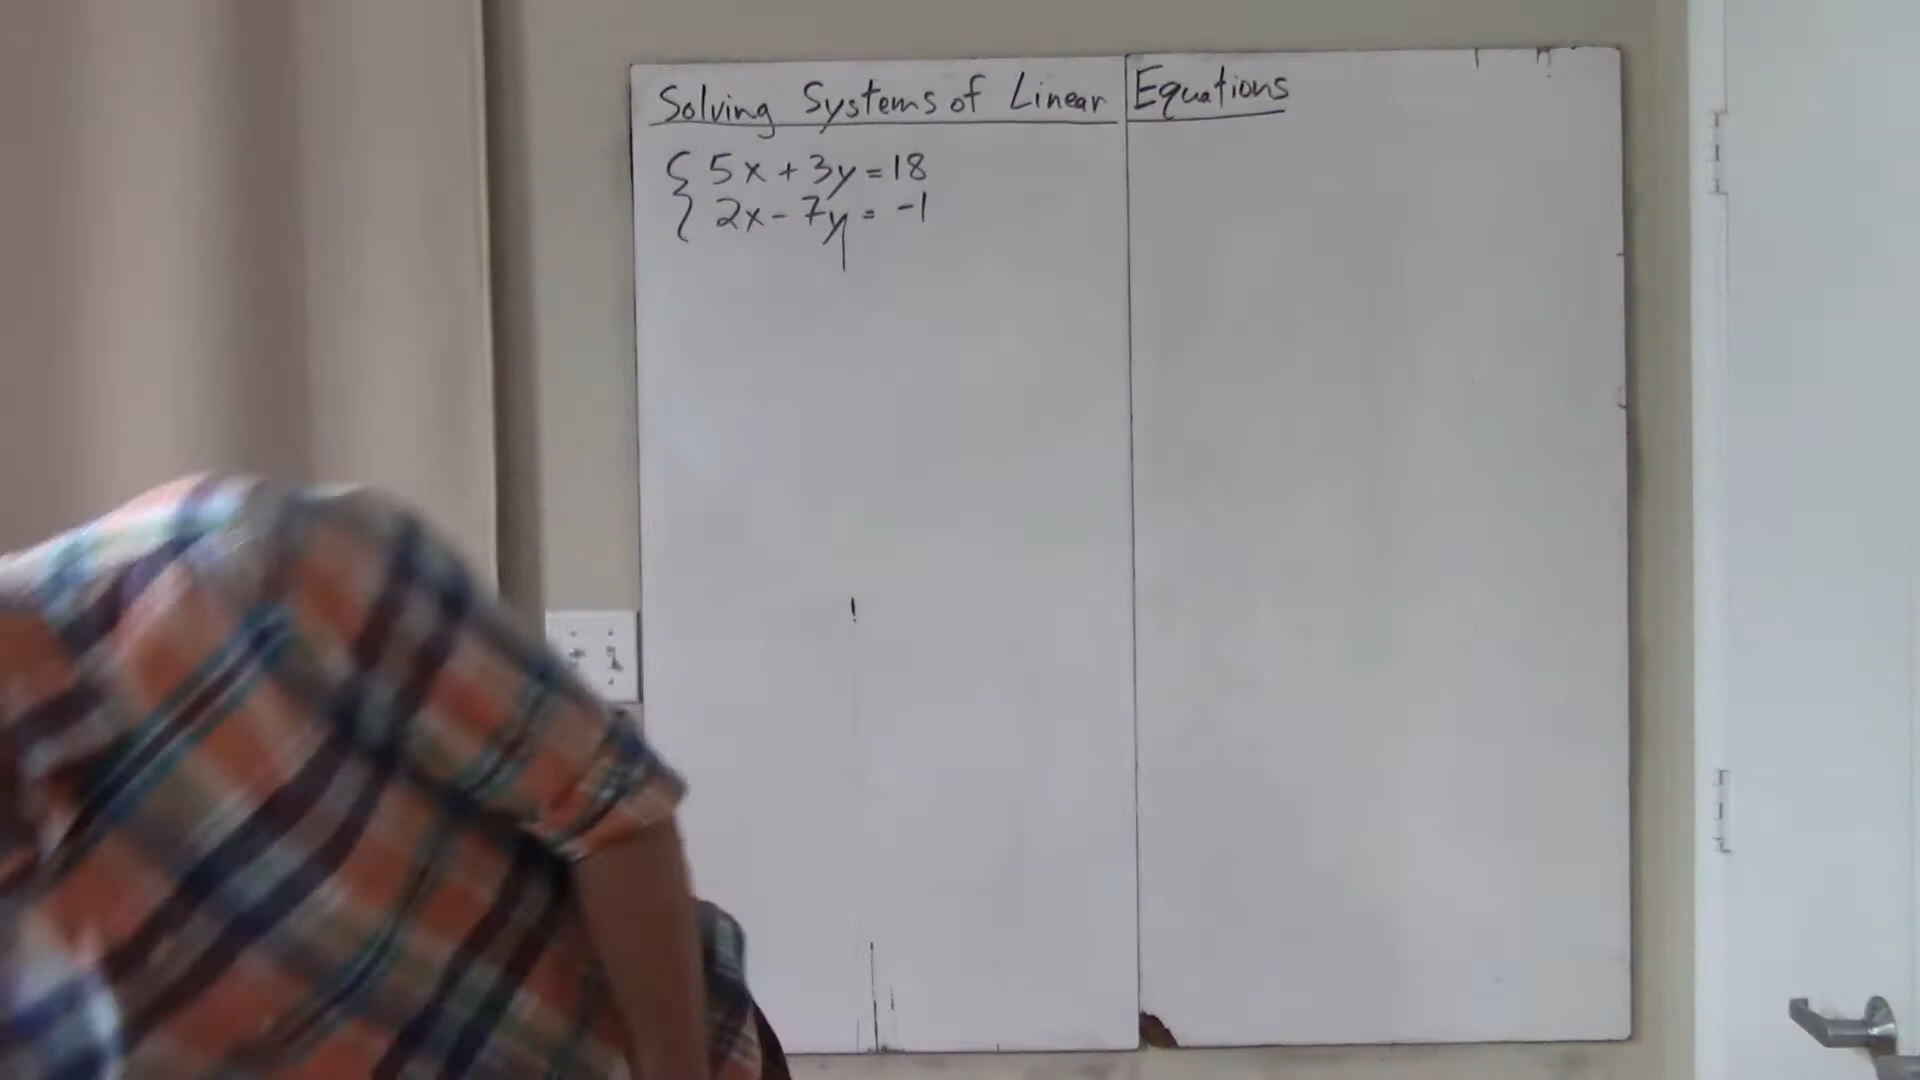 Solving Systems of Linear Equations
5x + 3y = 18
2x - 7y = -1